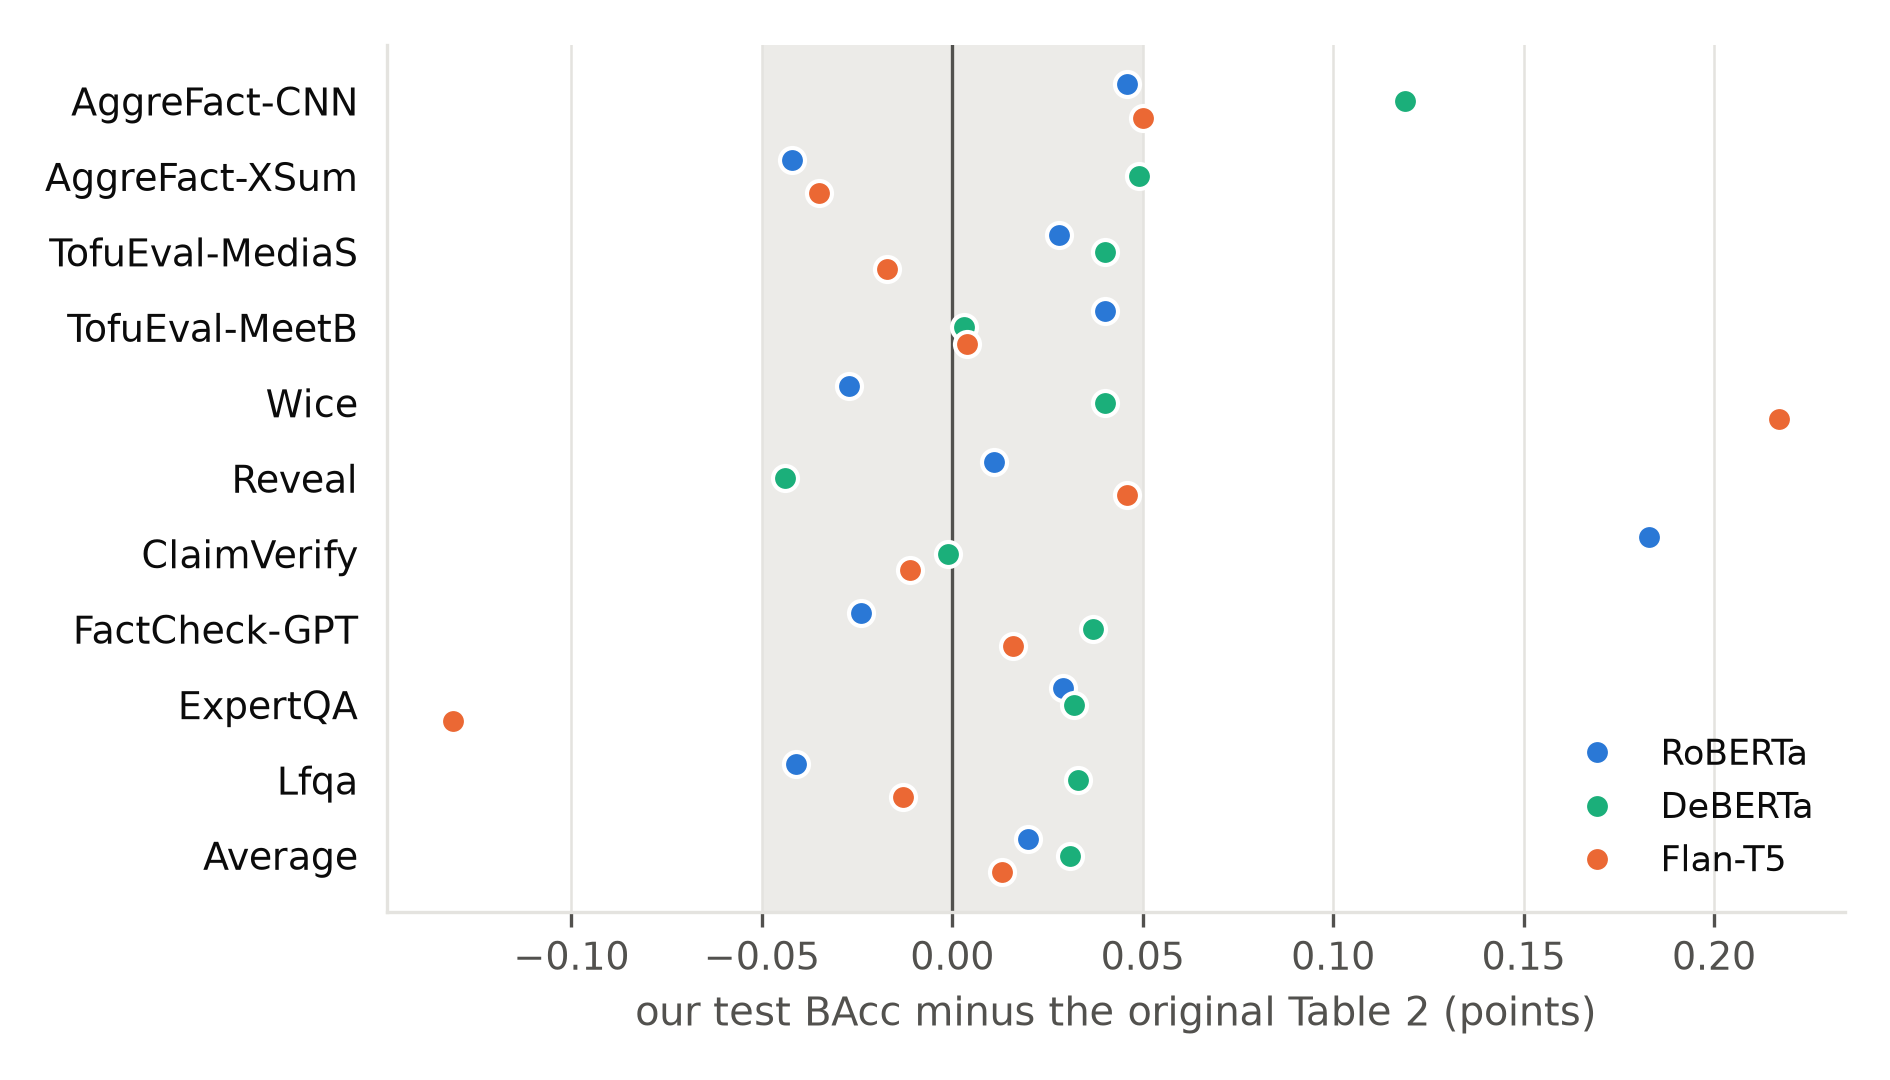 AggreFact-CNN
AggreFact-XSum
TofuEval-MediaS
TofuEval-MeetB
Wice
Reveal
ClaimVerify
FactCheck-GPT
ExpertQA
Lfqa
Average
RoBERTa
DeBERTa
Flan-T5
−0.10 −0.05 0.00 0.05 0.10 0.15 0.20
our test BAcc minus the original Table 2 (points)